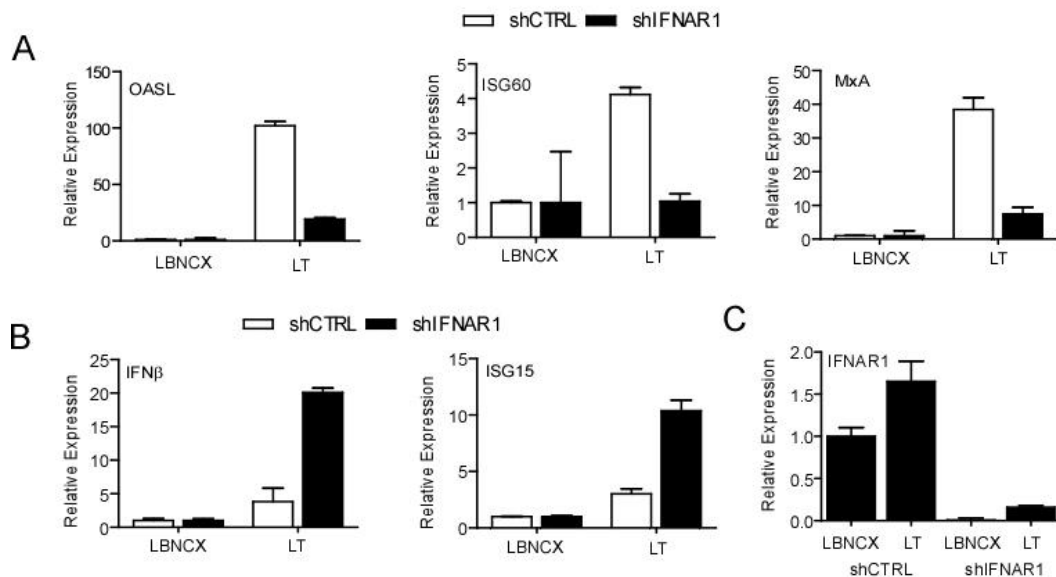 shCTRL shIFNAR1
A
OASL
Relative Expression
150
100
50
0
LBNCX LT
ISG60
Relative Expression
5
4
3
2
1
0
LBNCX LT
MxA
Relative Expression
50
40
30
20
10
0
LBNCX LT
B
shCTRL shIFNAR1
IFNβ
Relative Expression
25
20
15
10
5
0
LBNCX LT
ISG15
Relative Expression
15
10
5
0
LBNCX LT
C
IFNAR1
Relative Expression
2.0
1.5
1.0
0.5
0.0
LBNCX LT LBNCX LT
shCTRL shIFNAR1